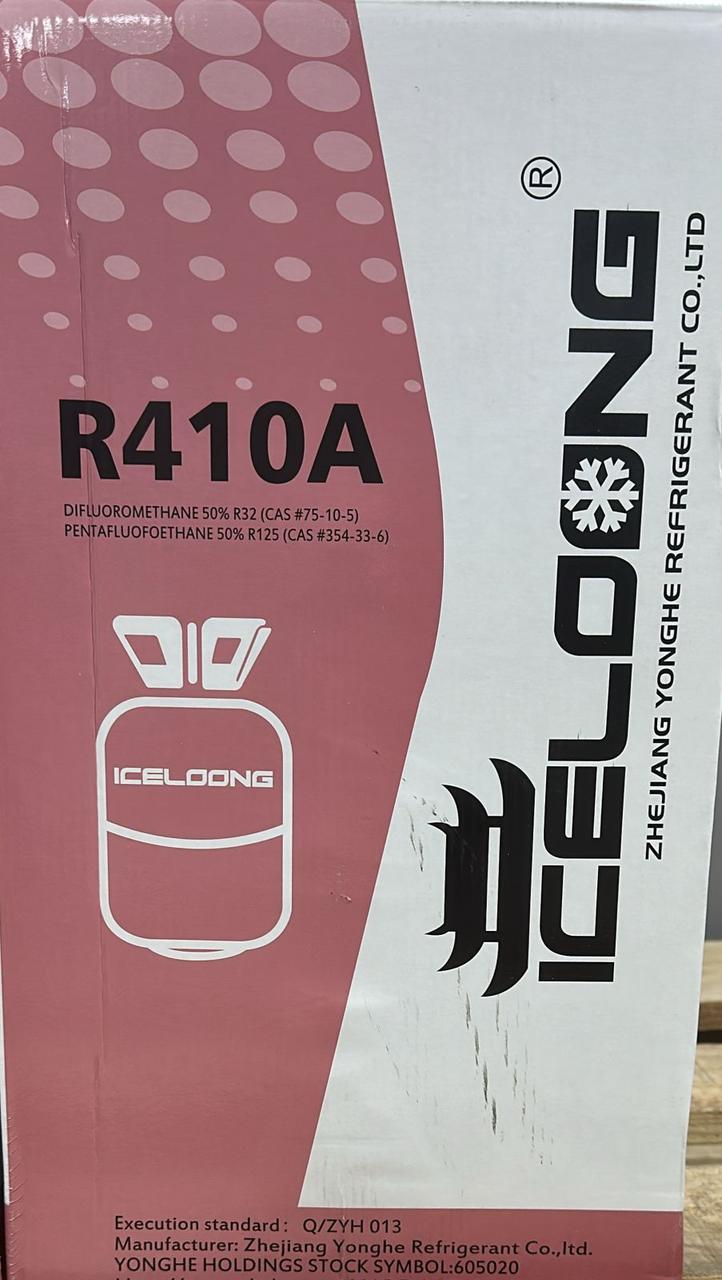 R410A
DIFLUOROMETHANE 50% R32 (CAS #75-10-5)
PENTAFLUOFOETHANE 50% R125 (CAS #354-33-6)
ICELOONG
ICELOONG®
ZHEJIANG YONGHE REFRIGERANT CO.,LTD
Execution standard: Q/ZYH 013
Manufacturer: Zhejiang Yonghe Refrigerant Co.,ltd.
YONGHE HOLDINGS STOCK SYMBOL:605020